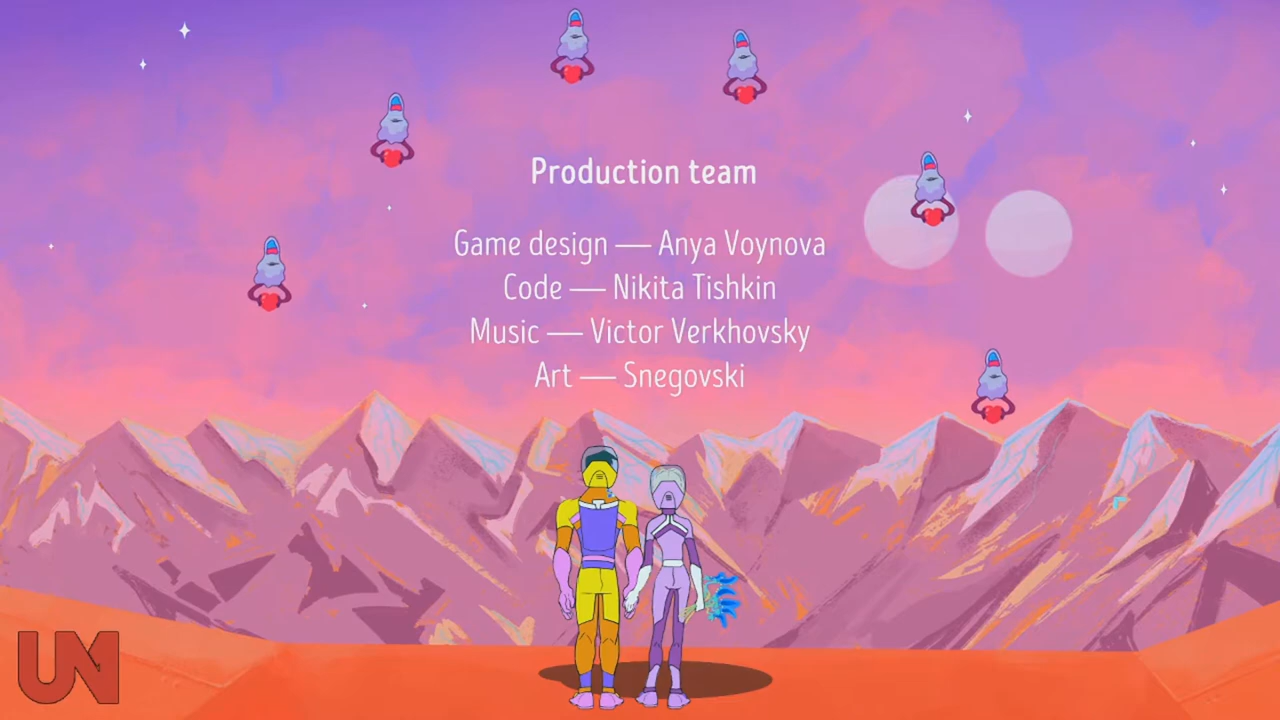 Production team
Game design — Anya Voynova
Code — Nikita Tishkin
Music — Victor Verkhovsky
Art — Snegovski
UN